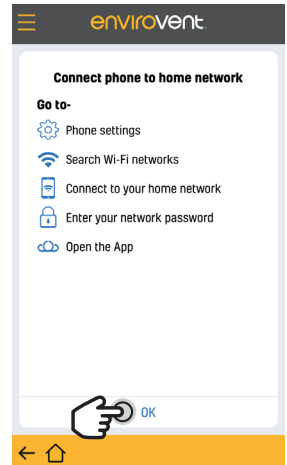 envirovent.
Connect phone to home network
Go to-
Phone settings
Search Wi-Fi networks
Connect to your home network
Enter your network password
Open the App
OK